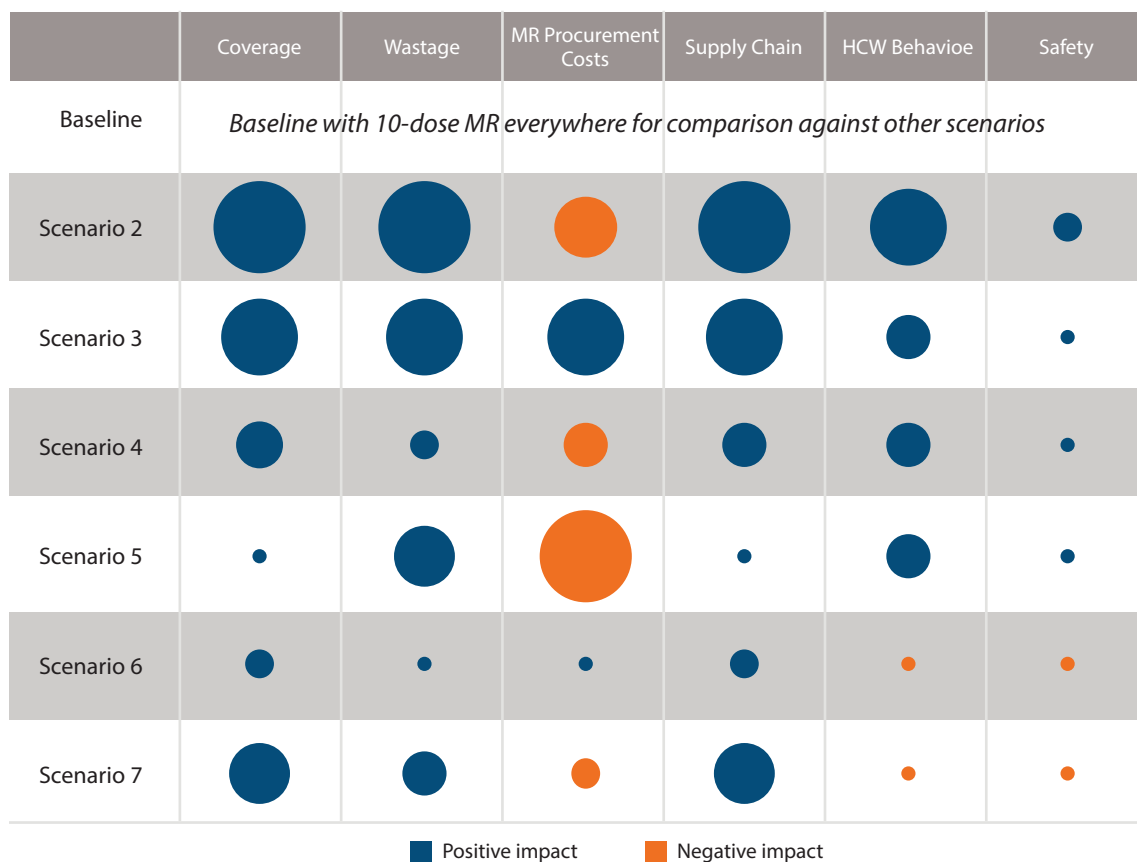 Coverage
Wastage
MR Procurement
Costs
Supply Chain
HCW Behavioe
Safety
Baseline
Baseline with 10-dose MR everywhere for comparison against other scenarios
Scenario 2
Scenario 3
Scenario 4
Scenario 5
Scenario 6
Scenario 7
Positive impact
Negative impact